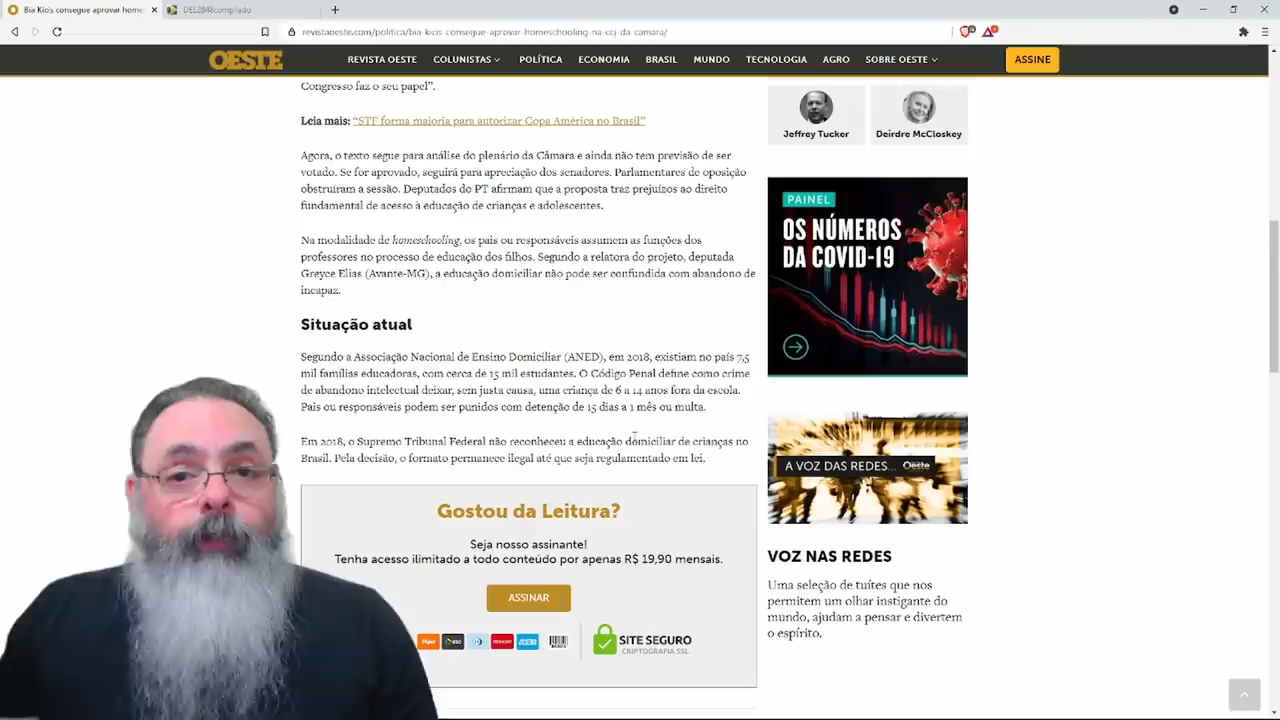 Bia Kicis consegue aprovar home
DEL2848compilado
revistaoeste.com/politica/bia-kicis-consegue-aprovar-homeschooling-na-ccj-da-camara/
OESTE
REVISTA OESTE COLUNISTAS POLÍTICA ECONOMIA BRASIL MUNDO TECNOLOGIA AGRO SOBRE OESTE ASSINE
Congresso faz o seu papel”.
Leia mais: “STF forma maioria para autorizar Copa América no Brasil”
Agora, o texto segue para análise do plenário da Câmara e ainda não tem previsão de ser
votado. Se for aprovado, seguirá para apreciação dos senadores. Parlamentares de oposição
obstruíram a sessão. Deputados do PT afirmam que a proposta traz prejuízos ao direito
fundamental de acesso à educação de crianças e adolescentes.
Na modalidade de homeschooling, os pais ou responsáveis assumem as funções dos
professores no processo de educação dos filhos. Segundo a relatora do projeto, deputada
Greyce Elias (Avante-MG), a educação domiciliar não pode ser confundida com abandono de
incapaz.
Situação atual
Segundo a Associação Nacional de Ensino Domiciliar (ANED), em 2018, existiam no país 7,5
mil famílias educadoras, com cerca de 15 mil estudantes. O Código Penal define como crime
de abandono intelectual deixar, sem justa causa, uma criança de 6 a 14 anos fora da escola.
Pais ou responsáveis podem ser punidos com detenção de 15 dias a 1 mês ou multa.
Em 2018, o Supremo Tribunal Federal não reconheceu a educação domiciliar de crianças no
Brasil. Pela decisão, o formato permanece ilegal até que seja regulamentado em lei.
Gostou da Leitura?
Seja nosso assinante!
Tenha acesso ilimitado a todo conteúdo por apenas R$ 19,90 mensais.
ASSINAR
SITE SEGURO
CRIPTOGRAFIA SSL
Jeffrey Tucker
Deirdre McCloskey
PAINEL
OS NÚMEROS
DA COVID-19
A VOZ DAS REDES... Oeste
VOZ NAS REDES
Uma seleção de tuítes que nos
permitem um olhar instigante do
mundo, ajudam a pensar e divertem
o espírito.